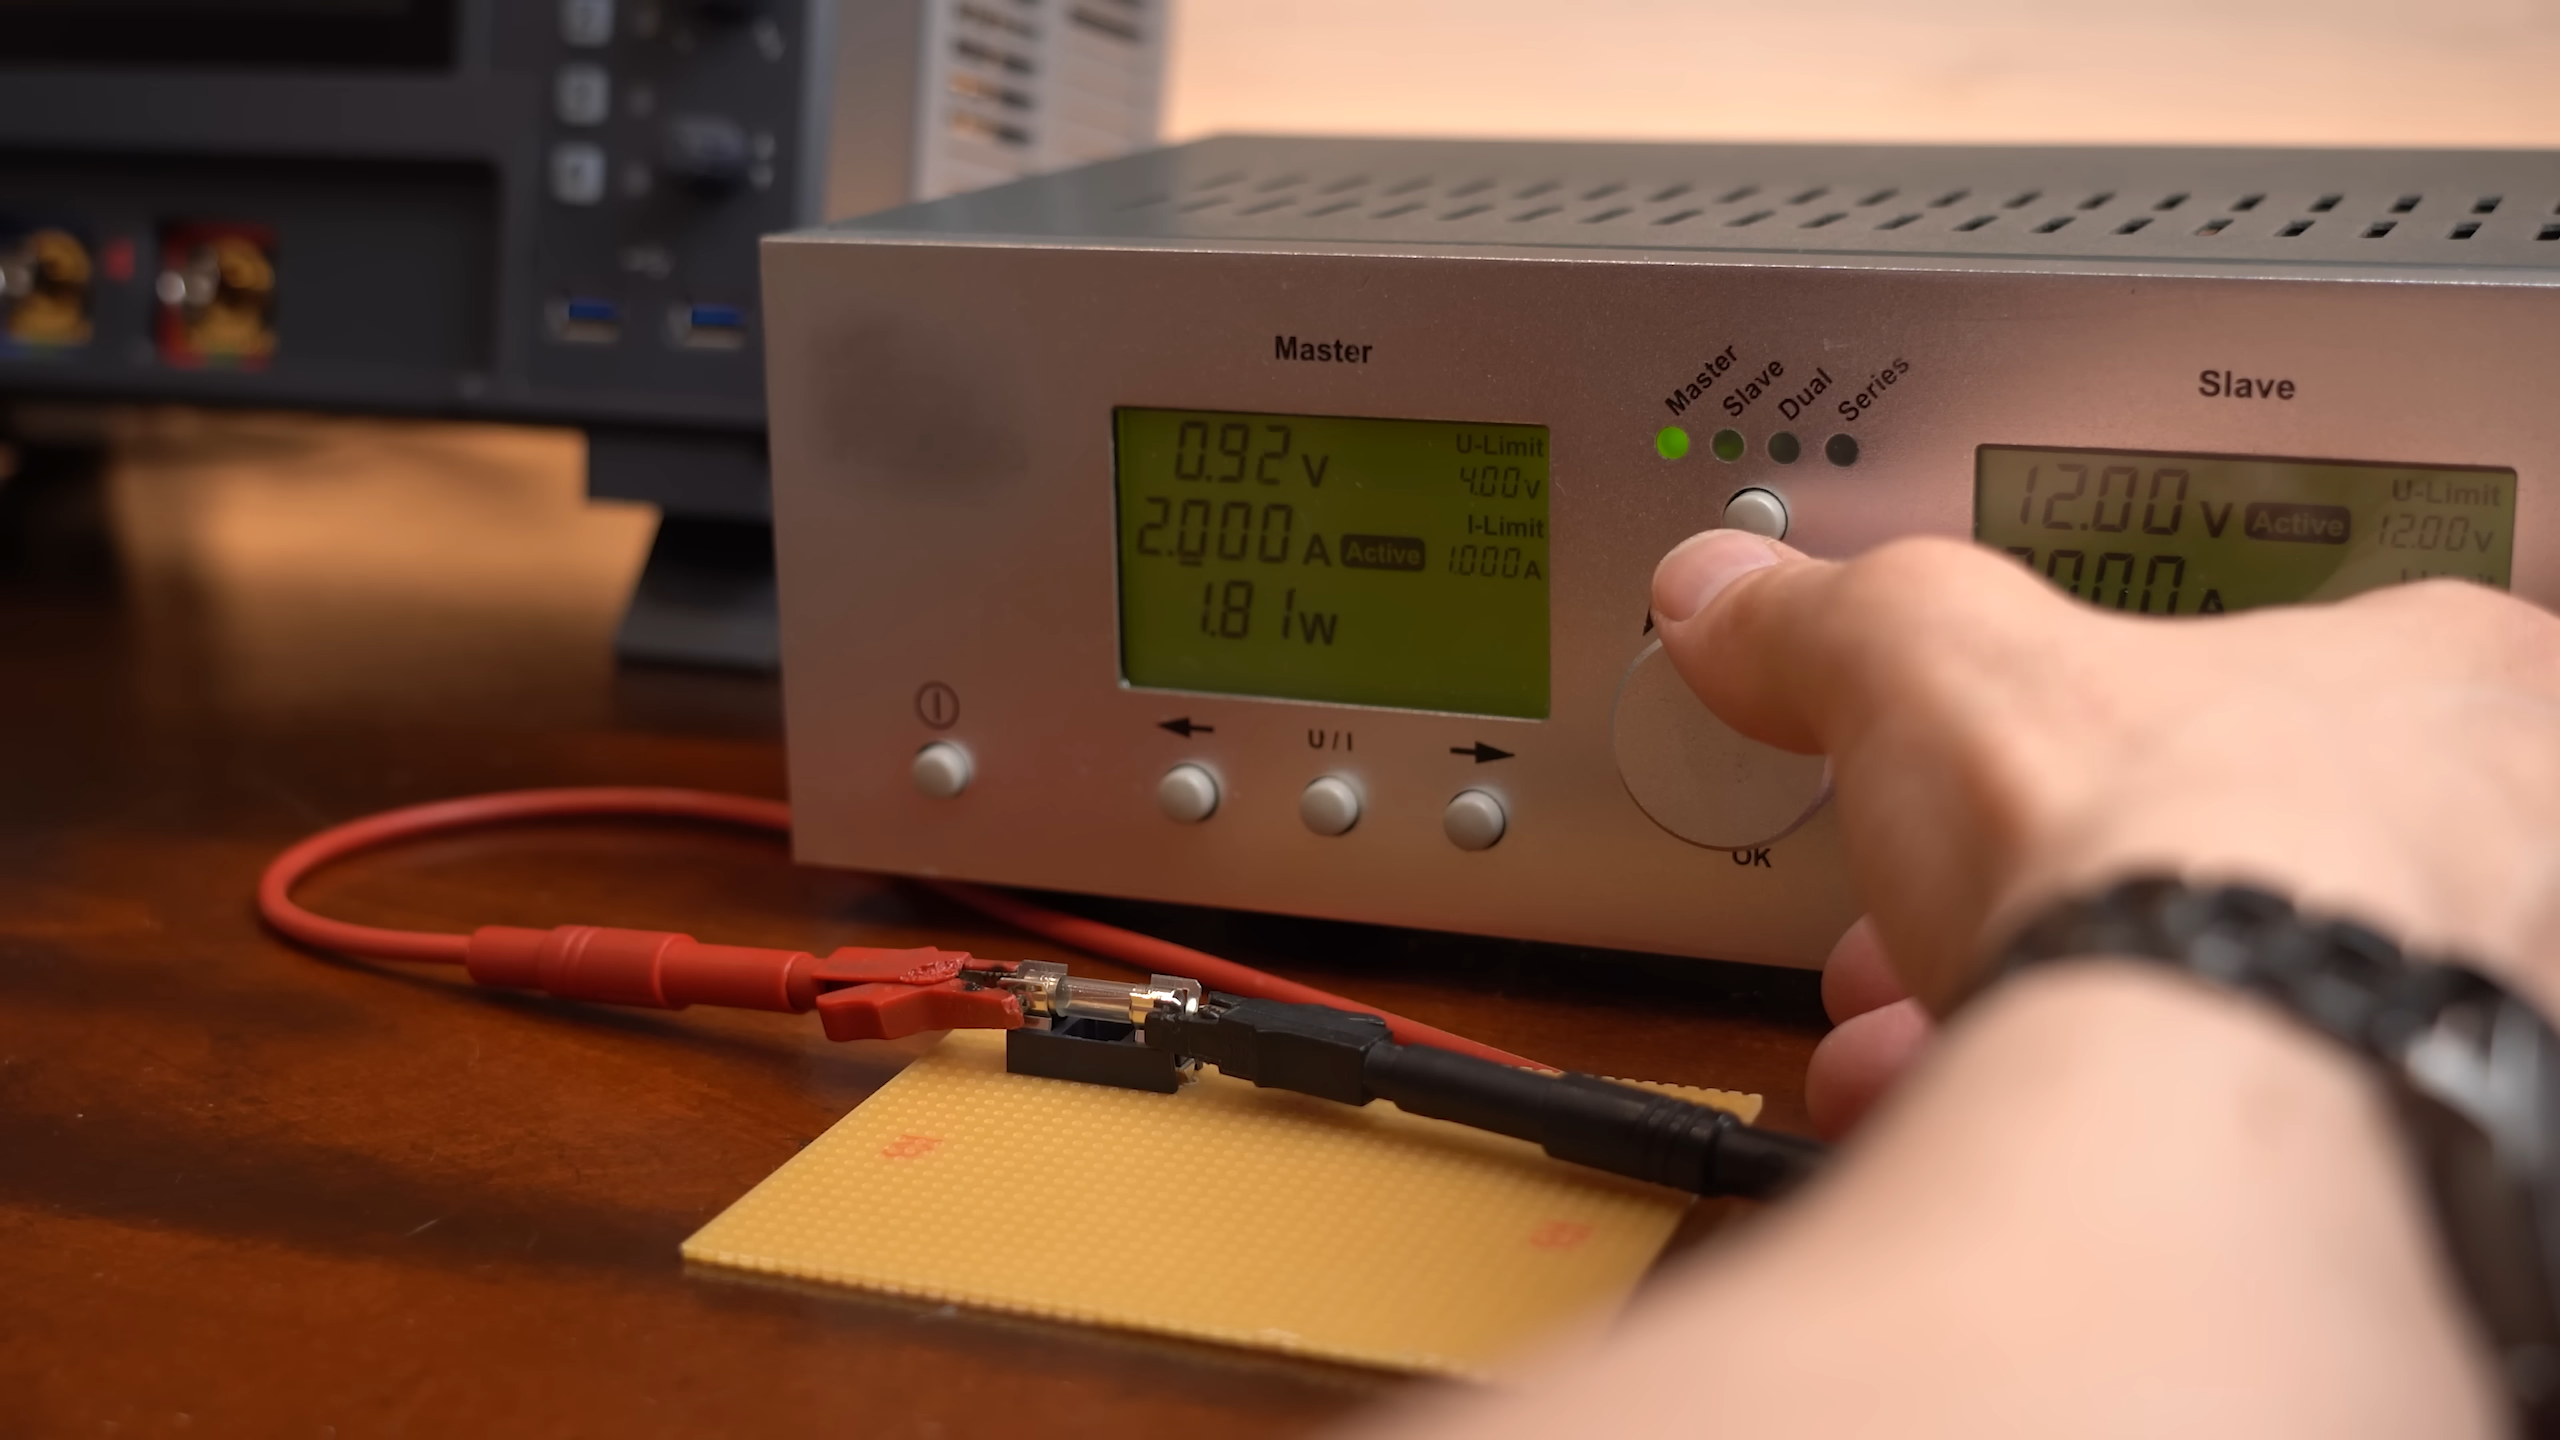 Master
0.92 V
U-Limit
4.00 V
2.000 A Active
I-Limit
1.000 A
1.81 W
U / I
Master
Slave
Dual
Series
OK
Slave
12.00 V Active
U-Limit
12.00 V